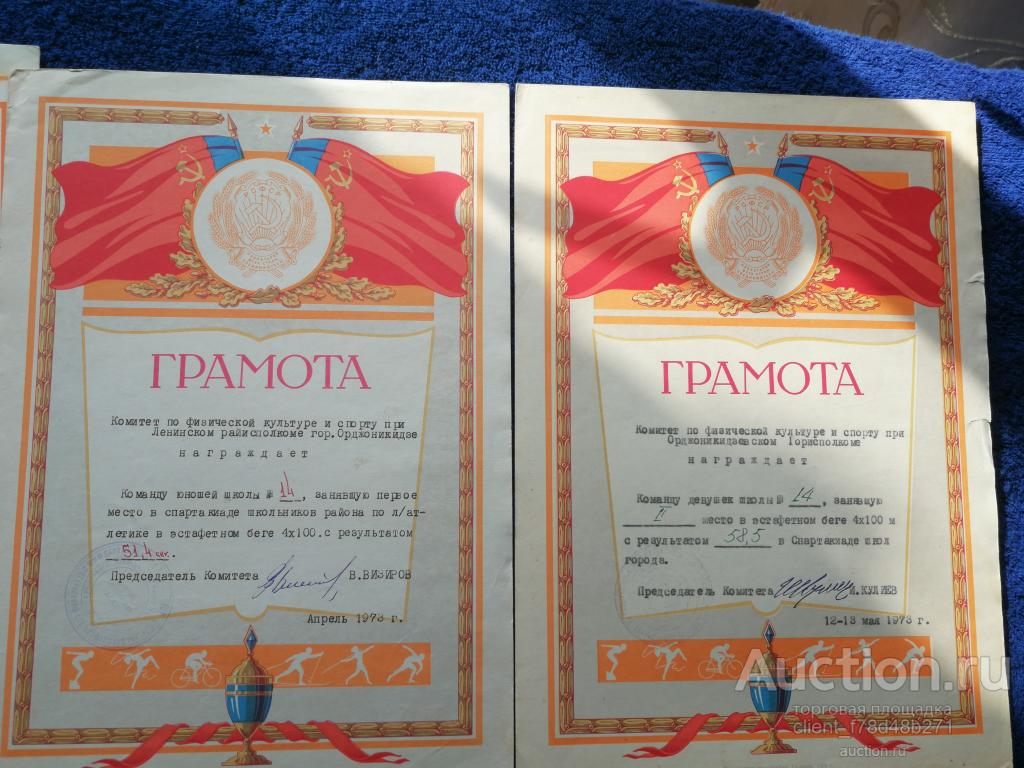 ГРАМОТА
Комитет по физической культуре и спорту при
Ленинском райисполкоме гор.Орджоникидзе
награждает
Команду юношей школы № 14, занявшую первое
место в спартакиаде школьников района по л/ат-
летике в эстафетном беге 4х100.с результатом
51,4 сек.
Председатель Комитета В.ВИЗИРОВ
Апрель 1973 г.
ГРАМОТА
Комитет по физической культуре и спорту при
Орджоникидзевском Горисполкоме
награждает
Команду девушек школы № 14, занявшую
I место в эстафетном беге 4х100 м
с результатом 58,5 в Спартакиаде школ
города.
Председатель Комитета И.КУЛИЕВ
12-13 мая 1973 г.
Auction.ru
торговая площадка
client_f78d48b271
auction.ru